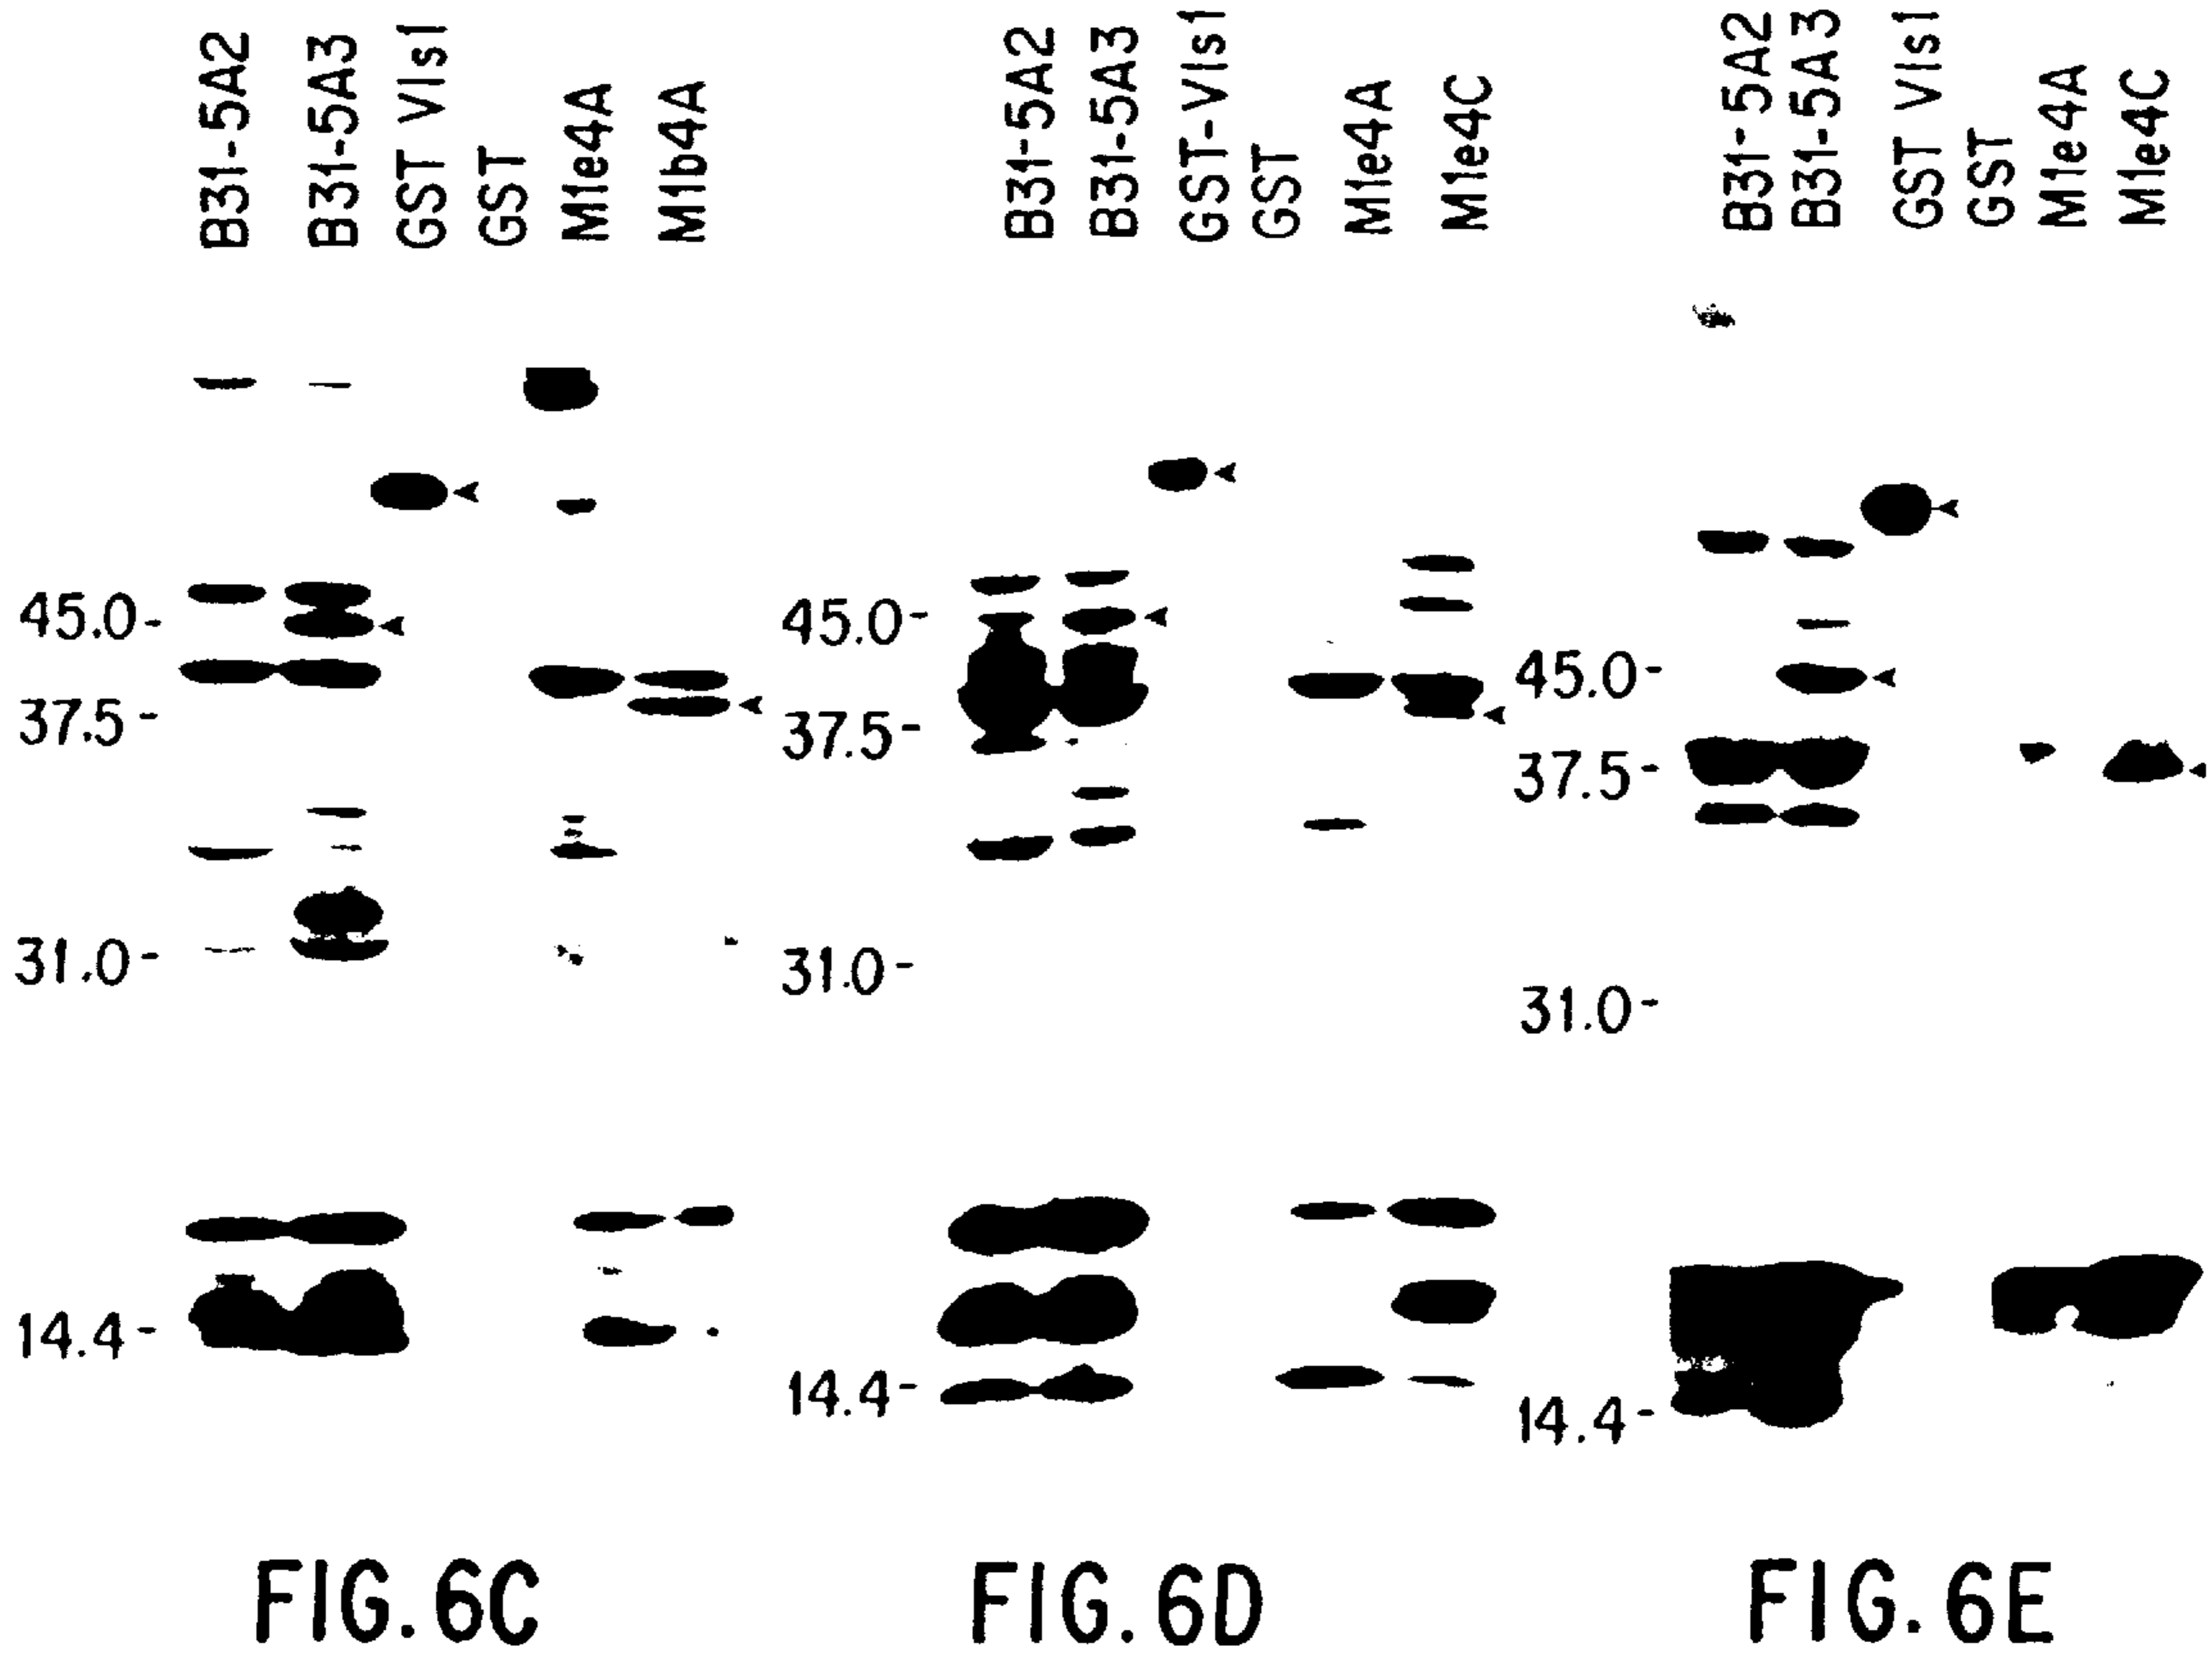 B31-5A2
B31-5A3
GST Vls1
GST
M1e4A
M1b4A
45.0-
37.5-
31.0-
14.4-
FIG.6C
B31-5A2
B31-5A3
GST-Vls1
GST
M1e4A
M1e4C
45.0-
37.5-
31.0-
14.4-
FIG.6D
B31-5A2
B31-5A3
GST Vls1
GST
M1e4A
M1e4C
45.0-
37.5-
31.0-
14.4-
FIG.6E